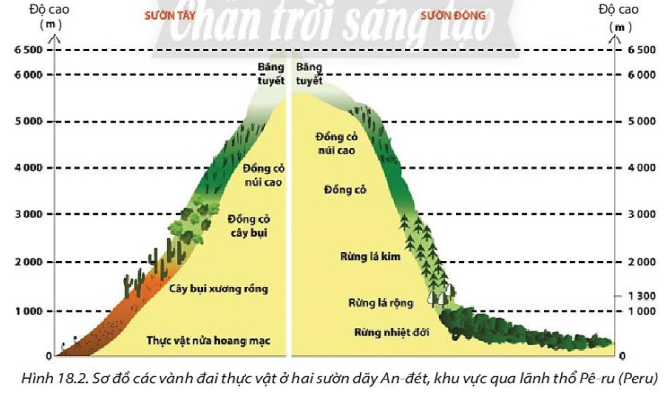 Chân trời sáng tạo
Độ cao
(m)
SƯỜN TÂY
SƯỜN ĐÔNG
Độ cao
(m)
6 500
6 000
5 000
4 000
3 000
2 000
1 000
0
Băng tuyết
Đồng cỏ núi cao
Đồng cỏ cây bụi
Cây bụi xương rồng
Thực vật nửa hoang mạc
Băng tuyết
Đồng cỏ núi cao
Đồng cỏ
Rừng lá kim
Rừng lá rộng
Rừng nhiệt đới
6 500
6 000
5 000
4 000
3 000
2 000
1 300
1 000
0
Hình 18.2. Sơ đồ các vành đai thực vật ở hai sườn dãy An-đét, khu vực qua lãnh thổ Pê-ru (Peru)